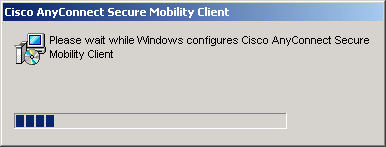 Cisco AnyConnect Secure Mobility Client
Please wait while Windows configures Cisco AnyConnect Secure
Mobility Client